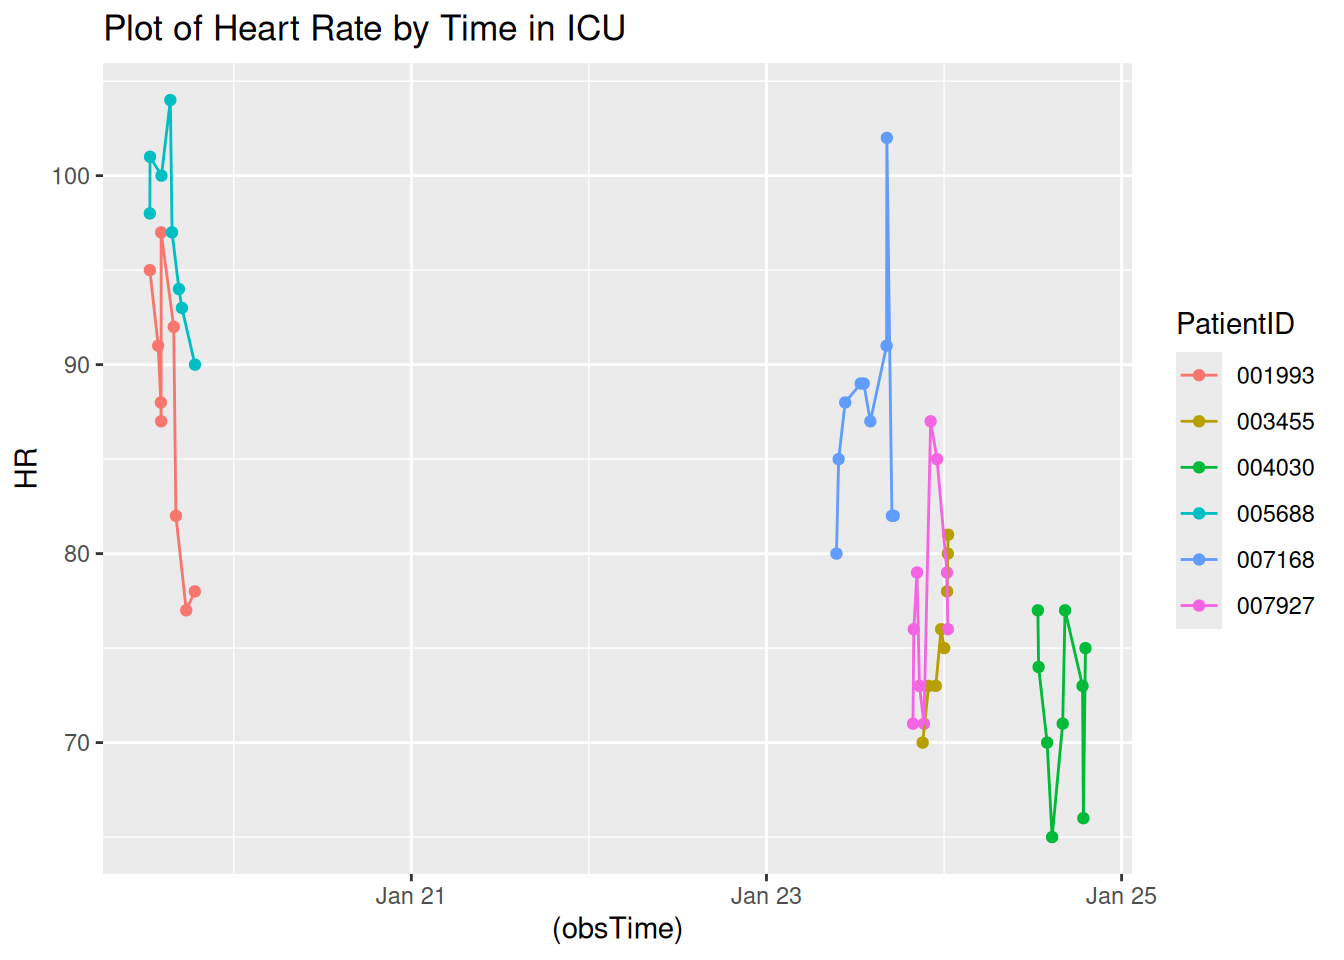 Plot of Heart Rate by Time in ICU
HR
100
90
80
70
Jan 21
Jan 23
Jan 25
(obsTime)
PatientID
001993
003455
004030
005688
007168
007927